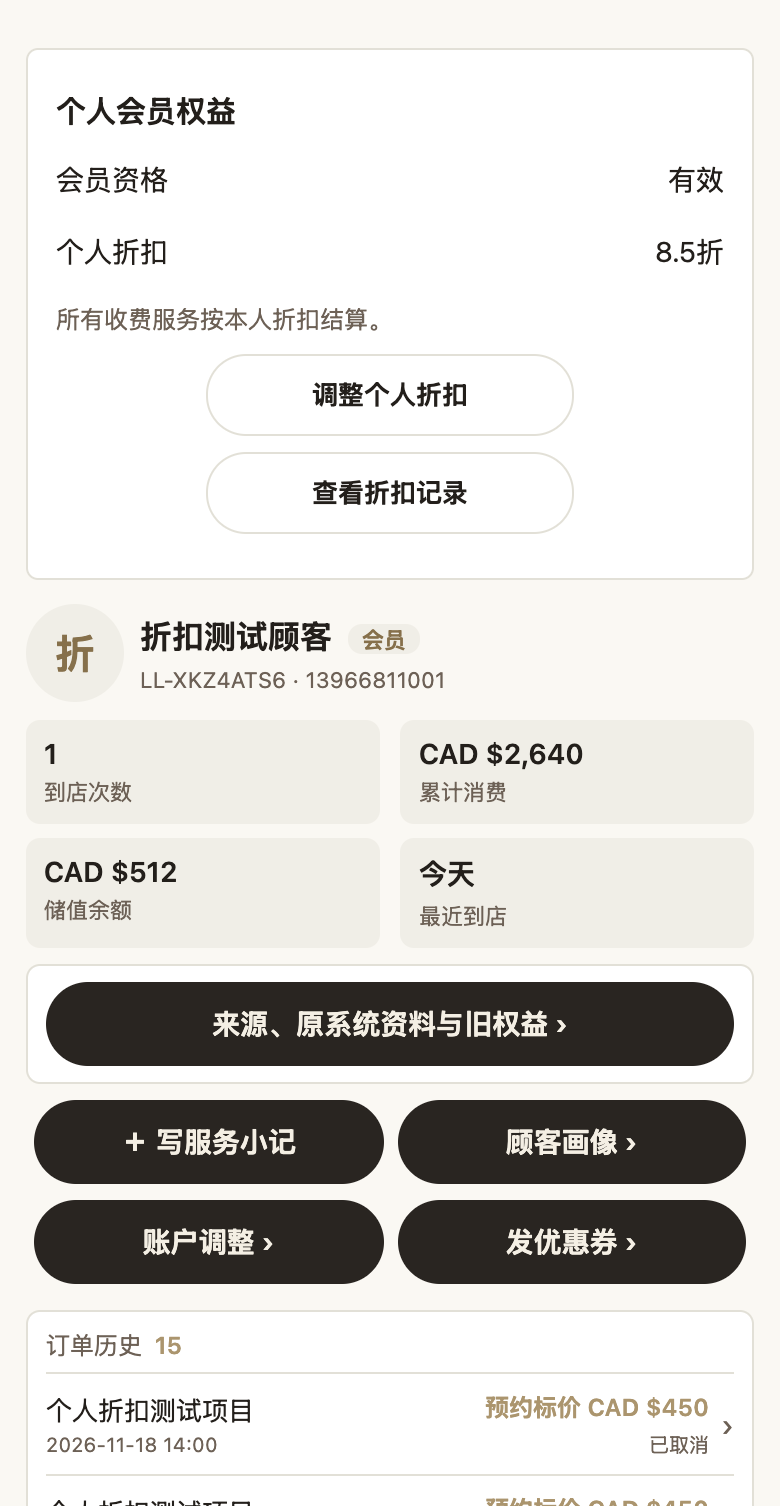 个人会员权益
会员资格 有效
个人折扣 8.5折
所有收费服务按本人折扣结算。
调整个人折扣
查看折扣记录
折 折扣测试顾客 会员
LL-XKZ4ATS6 · 13966811001
1
到店次数
CAD $2,640
累计消费
CAD $512
储值余额
今天
最近到店
来源、原系统资料与旧权益 ›
+ 写服务小记
顾客画像 ›
账户调整 ›
发优惠券 ›
订单历史 15
个人折扣测试项目 预约标价 CAD $450
2026-11-18 14:00 已取消 ›